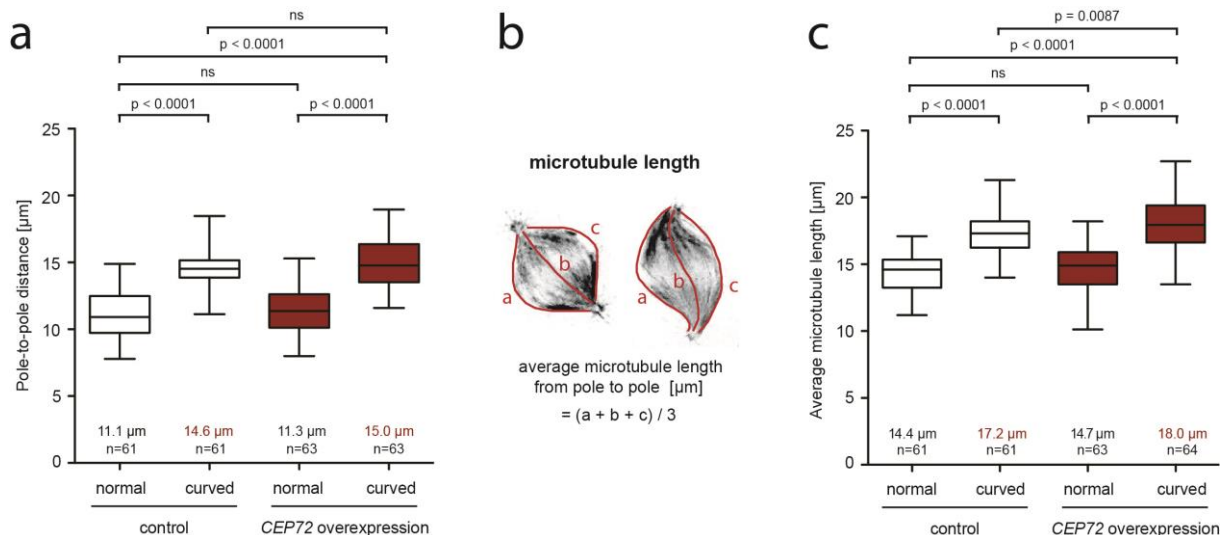 a
ns
p < 0.0001
ns
p < 0.0001
p < 0.0001
Pole-to-pole distance [µm]
25
20
15
10
5
0
11.1 µm
n=61
14.6 µm
n=61
11.3 µm
n=63
15.0 µm
n=63
normal
curved
normal
curved
control
CEP72 overexpression
b
microtubule length
a
b
c
a
b
c
average microtubule length
from pole to pole [µm]
= (a + b + c) / 3
c
p = 0.0087
p < 0.0001
ns
p < 0.0001
p < 0.0001
Average microtubule length [µm]
25
20
15
10
5
0
14.4 µm
n=61
17.2 µm
n=61
14.7 µm
n=63
18.0 µm
n=64
normal
curved
normal
curved
control
CEP72 overexpression